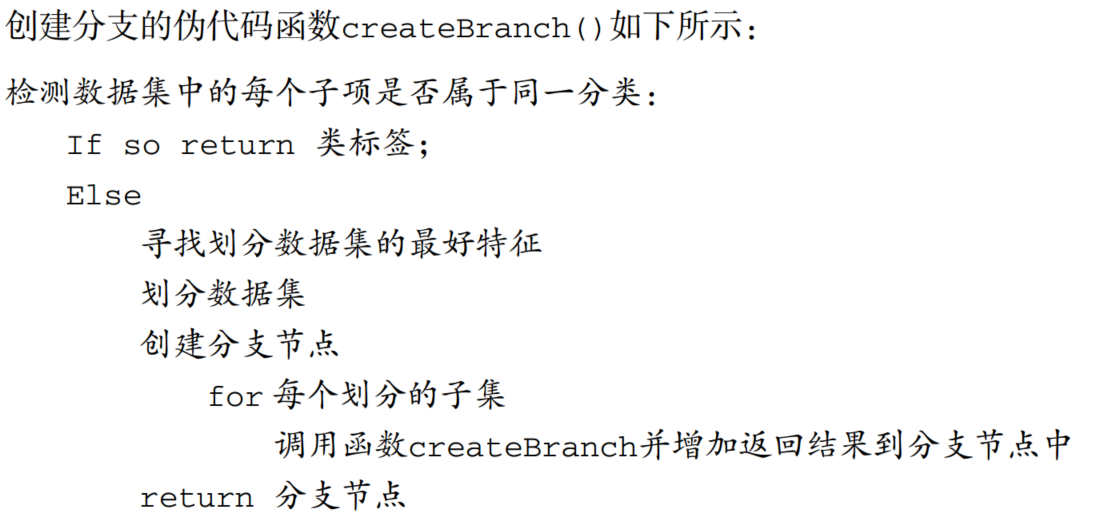 创建分支的伪代码函数createBranch()如下所示：
检测数据集中的每个子项是否属于同一分类：
If so return 类标签；
Else
寻找划分数据集的最好特征
划分数据集
创建分支节点
for 每个划分的子集
调用函数createBranch并增加返回结果到分支节点中
return 分支节点